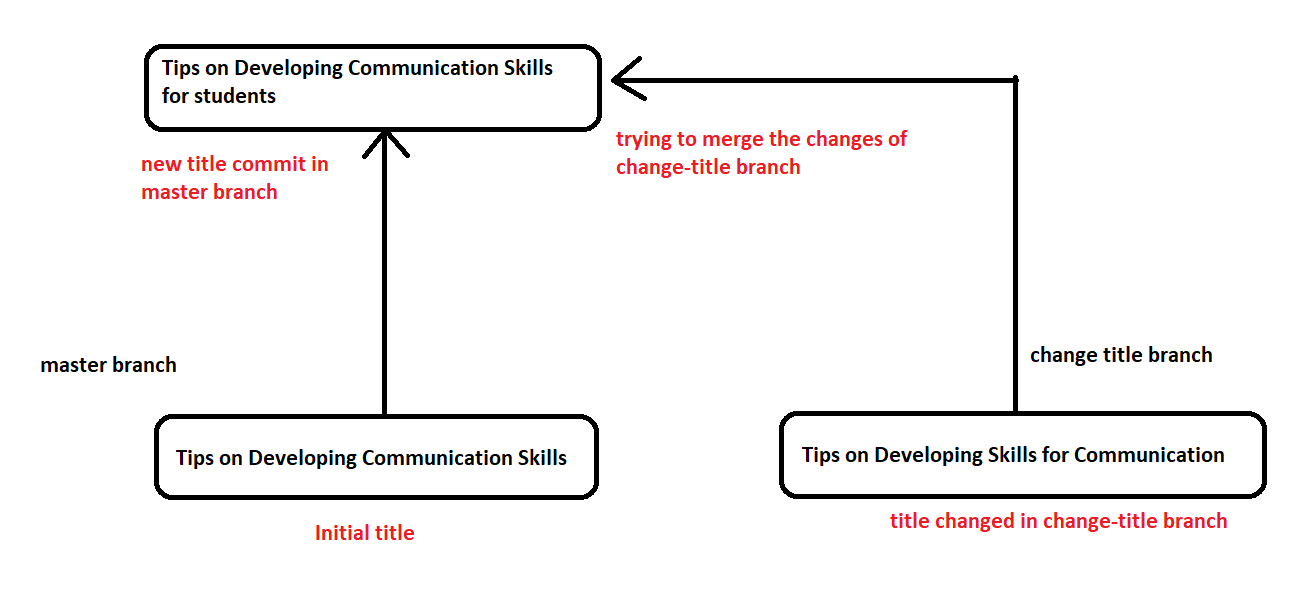 Tips on Developing Communication Skills
for students
new title commit in
master branch
trying to merge the changes of
change-title branch
master branch
change title branch
Tips on Developing Communication Skills
Initial title
Tips on Developing Skills for Communication
title changed in change-title branch